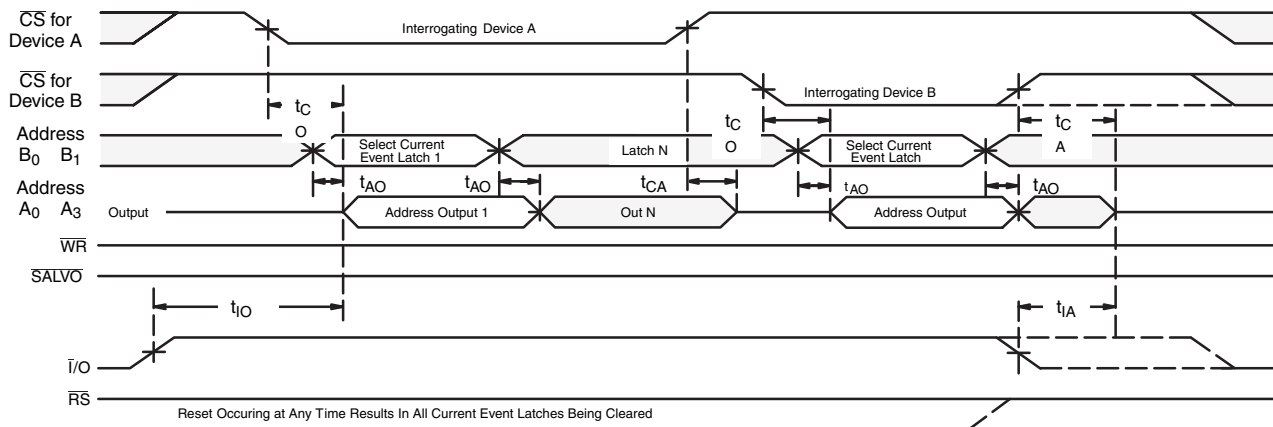 CS for
Device A
Interrogating Device A
CS for
Device B
Interrogating Device B
tC
O
tC
O
tC
A
Address
B0 B1
Select Current
Event Latch 1
Latch N
Select Current
Event Latch
tAO
tAO
tCA
tAO
tAO
Address
A0 A3
Output
Address Output 1
Out N
Address Output
WR
SALVO
tIO
tIA
I/O
RS
Reset Occuring at Any Time Results In All Current Event Latches Being Cleared